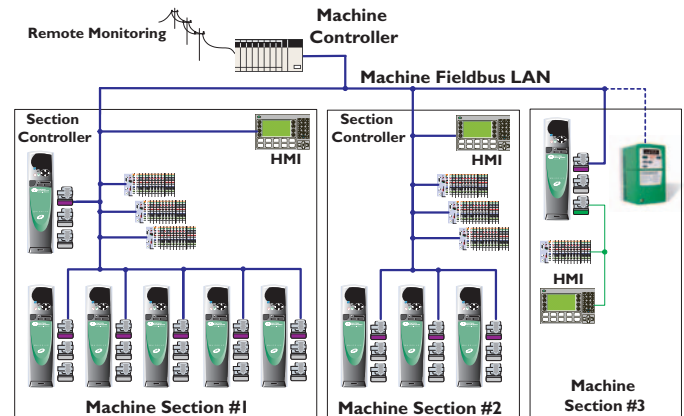 Remote Monitoring
Machine
Controller
Machine Fieldbus LAN
Section
Controller
HMI
Machine Section #1
Section
Controller
HMI
Machine Section #2
HMI
Machine
Section #3